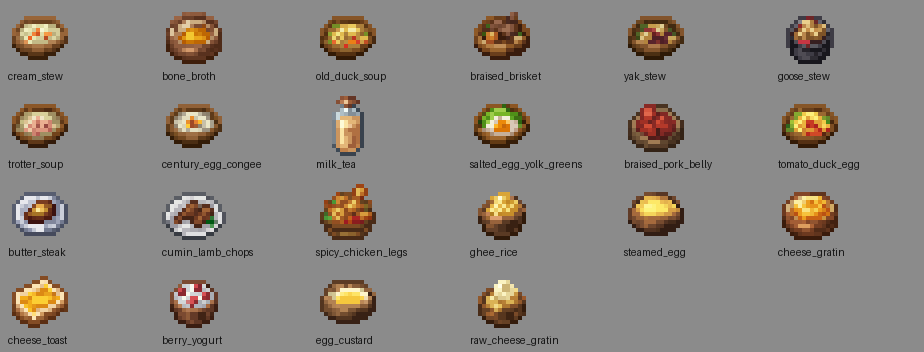 cream_stew bone_broth old_duck_soup braised_brisket yak_stew goose_stew
trotter_soup century_egg_congee milk_tea salted_egg_yolk_greens braised_pork_belly tomato_duck_egg
butter_steak cumin_lamb_chops spicy_chicken_legs ghee_rice steamed_egg cheese_gratin
cheese_toast berry_yogurt egg_custard raw_cheese_gratin